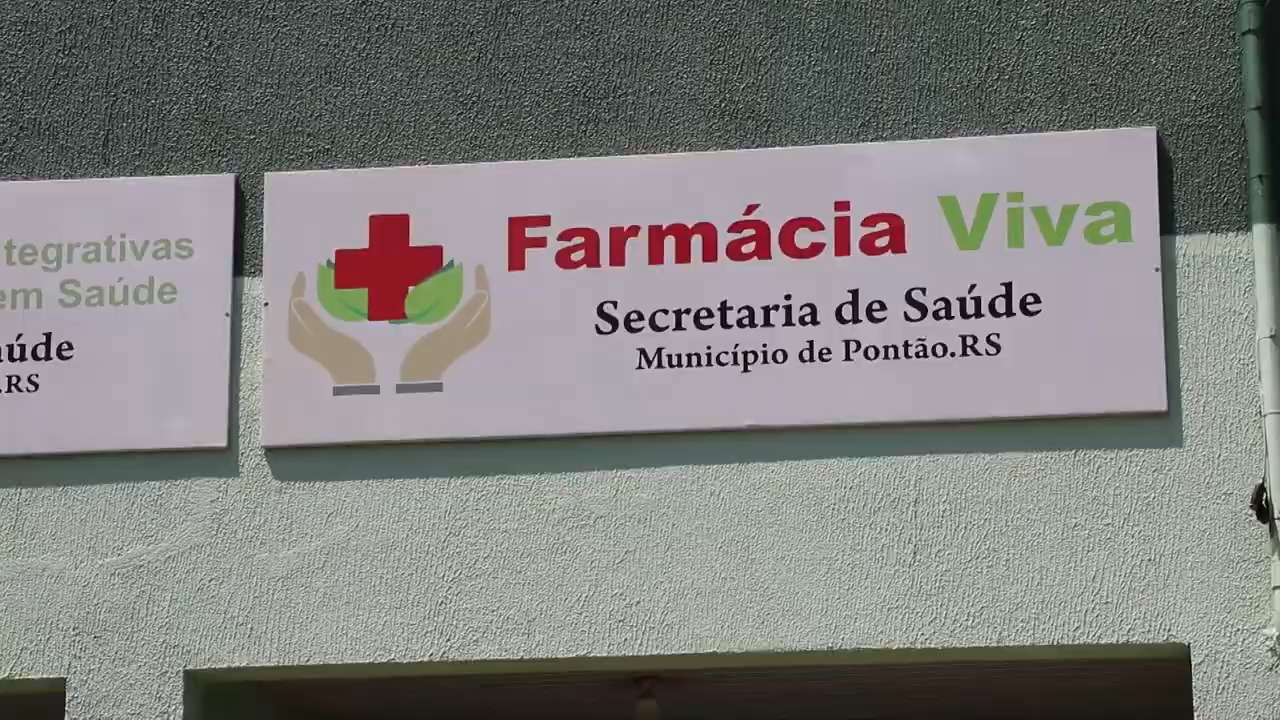 tegrativas
em Saúde
aúde
.RS
Farmácia Viva
Secretaria de Saúde
Município de Pontão.RS